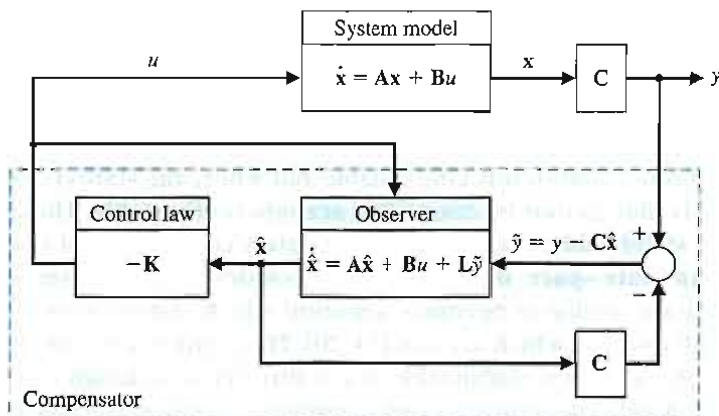 System model
u
ẋ = Ax + Bu
x
C
y
Control law
− K
x̂
Observer
x̂̇ = Ax̂ + Bu + Lỹ
ỹ = y Cx̂
+
−
C
Compensator